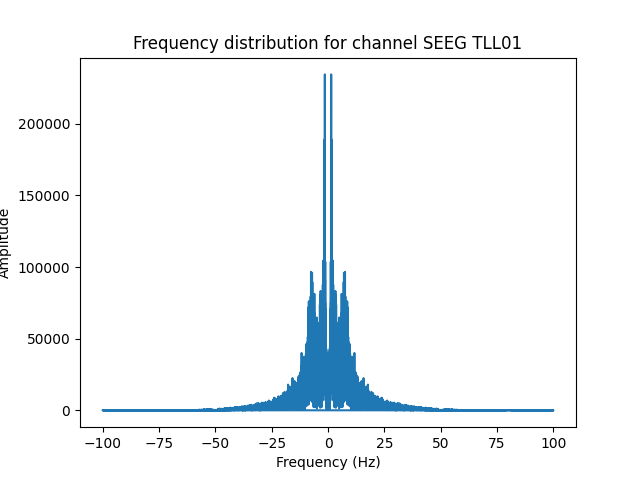 Frequency distribution for channel SEEG TLL01
Amplitude
200000
150000
100000
50000
0
−100 −75 −50 −25 0 25 50 75 100
Frequency (Hz)